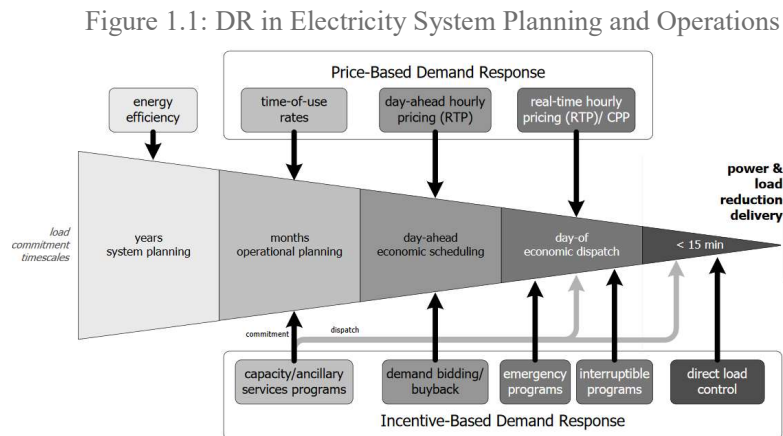 Figure 1.1: DR in Electricity System Planning and Operations
Price-Based Demand Response
energy
efficiency
time-of-use
rates
day-ahead hourly
pricing (RTP)
real-time hourly
pricing (RTP)/ CPP
power &
load
reduction
delivery
load
commitment
timescales
years
system planning
months
operational planning
day-ahead
economic scheduling
day-of
economic dispatch
< 15 min
commitment
dispatch
capacity/ancillary
services programs
demand bidding/
buyback
emergency
programs
interruptible
programs
direct load
control
Incentive-Based Demand Response